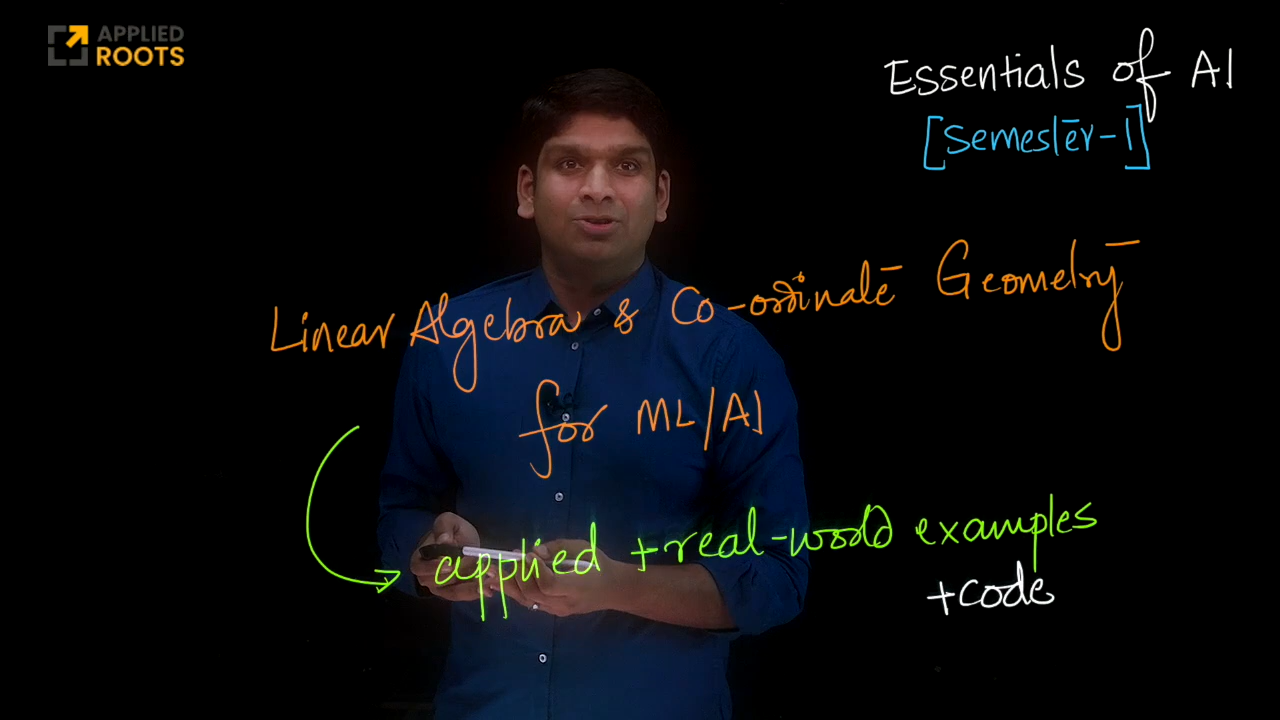 APPLIED
ROOTS
Essentials of AI
[Semester-1]
Linear Algebra & Co-ordinate Geometry
for ML/AI
applied + real-world examples
+code